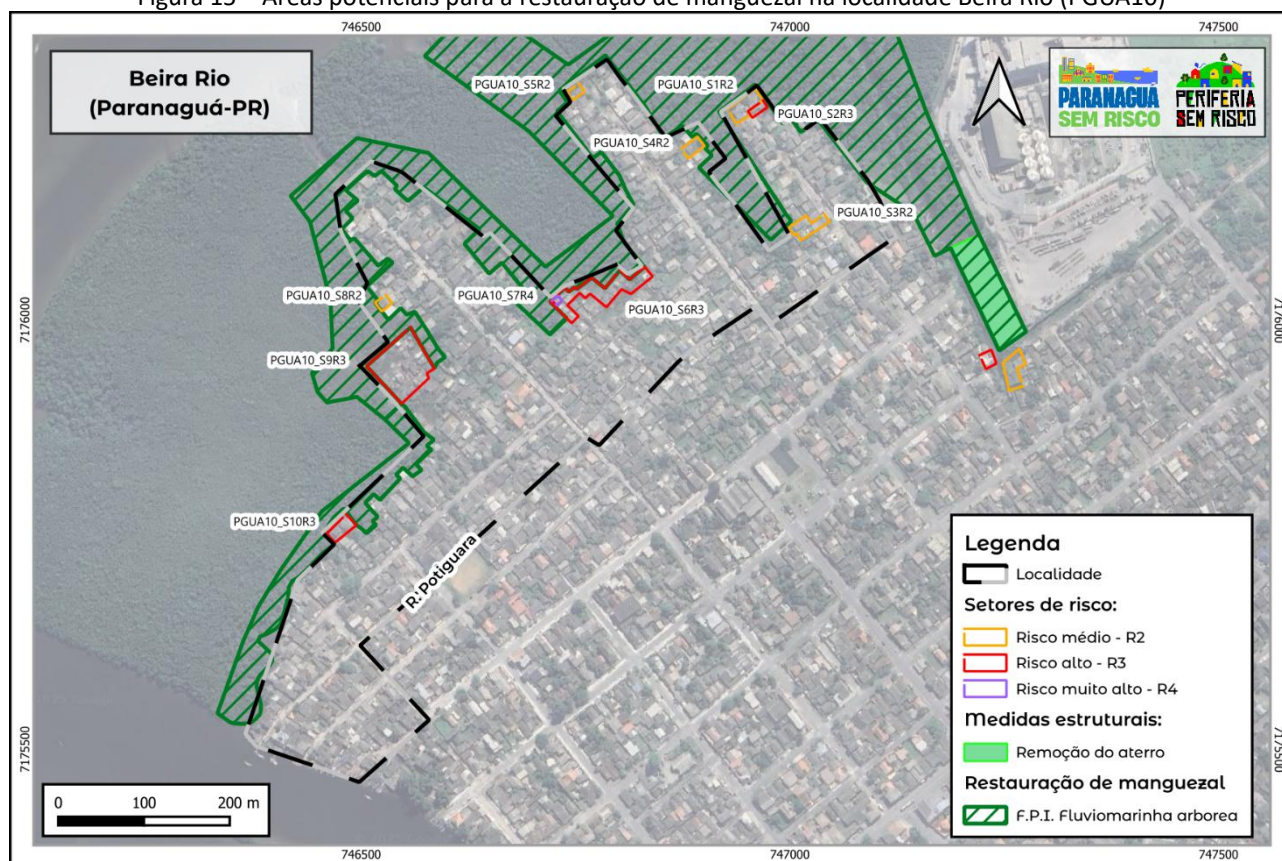 Figura 15 – Áreas potenciais para a restauração de manguezal na localidade Beira Rio (PGUA10)
746500
747000
747500
Beira Rio
(Paranaguá-PR)
PARANAGUÁ
SEM RISCO
PERIFERIA
SEM RISCO
PGUA10_S5R2
PGUA10_S1R2
PGUA10_S2R3
PGUA10_S4R2
PGUA10_S3R2
PGUA10_S7R4
PGUA10_S6R3
PGUA10_S8R2
PGUA10_S9R3
PGUA10_S10R3
R. Potiguara
7176000
7176000
7175500
7175500
Legenda
Localidade
Setores de risco:
Risco médio - R2
Risco alto - R3
Risco muito alto - R4
Medidas estruturais:
Remoção do aterro
Restauração de manguezal
F.P.I. Fluviomarinha arborea
0 100 200 m
746500
747000
747500